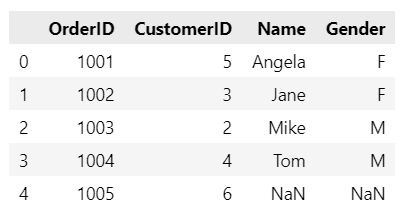 OrderID CustomerID Name Gender
0 1001 5 Angela F
1 1002 3 Jane F
2 1003 2 Mike M
3 1004 4 Tom M
4 1005 6 NaN NaN